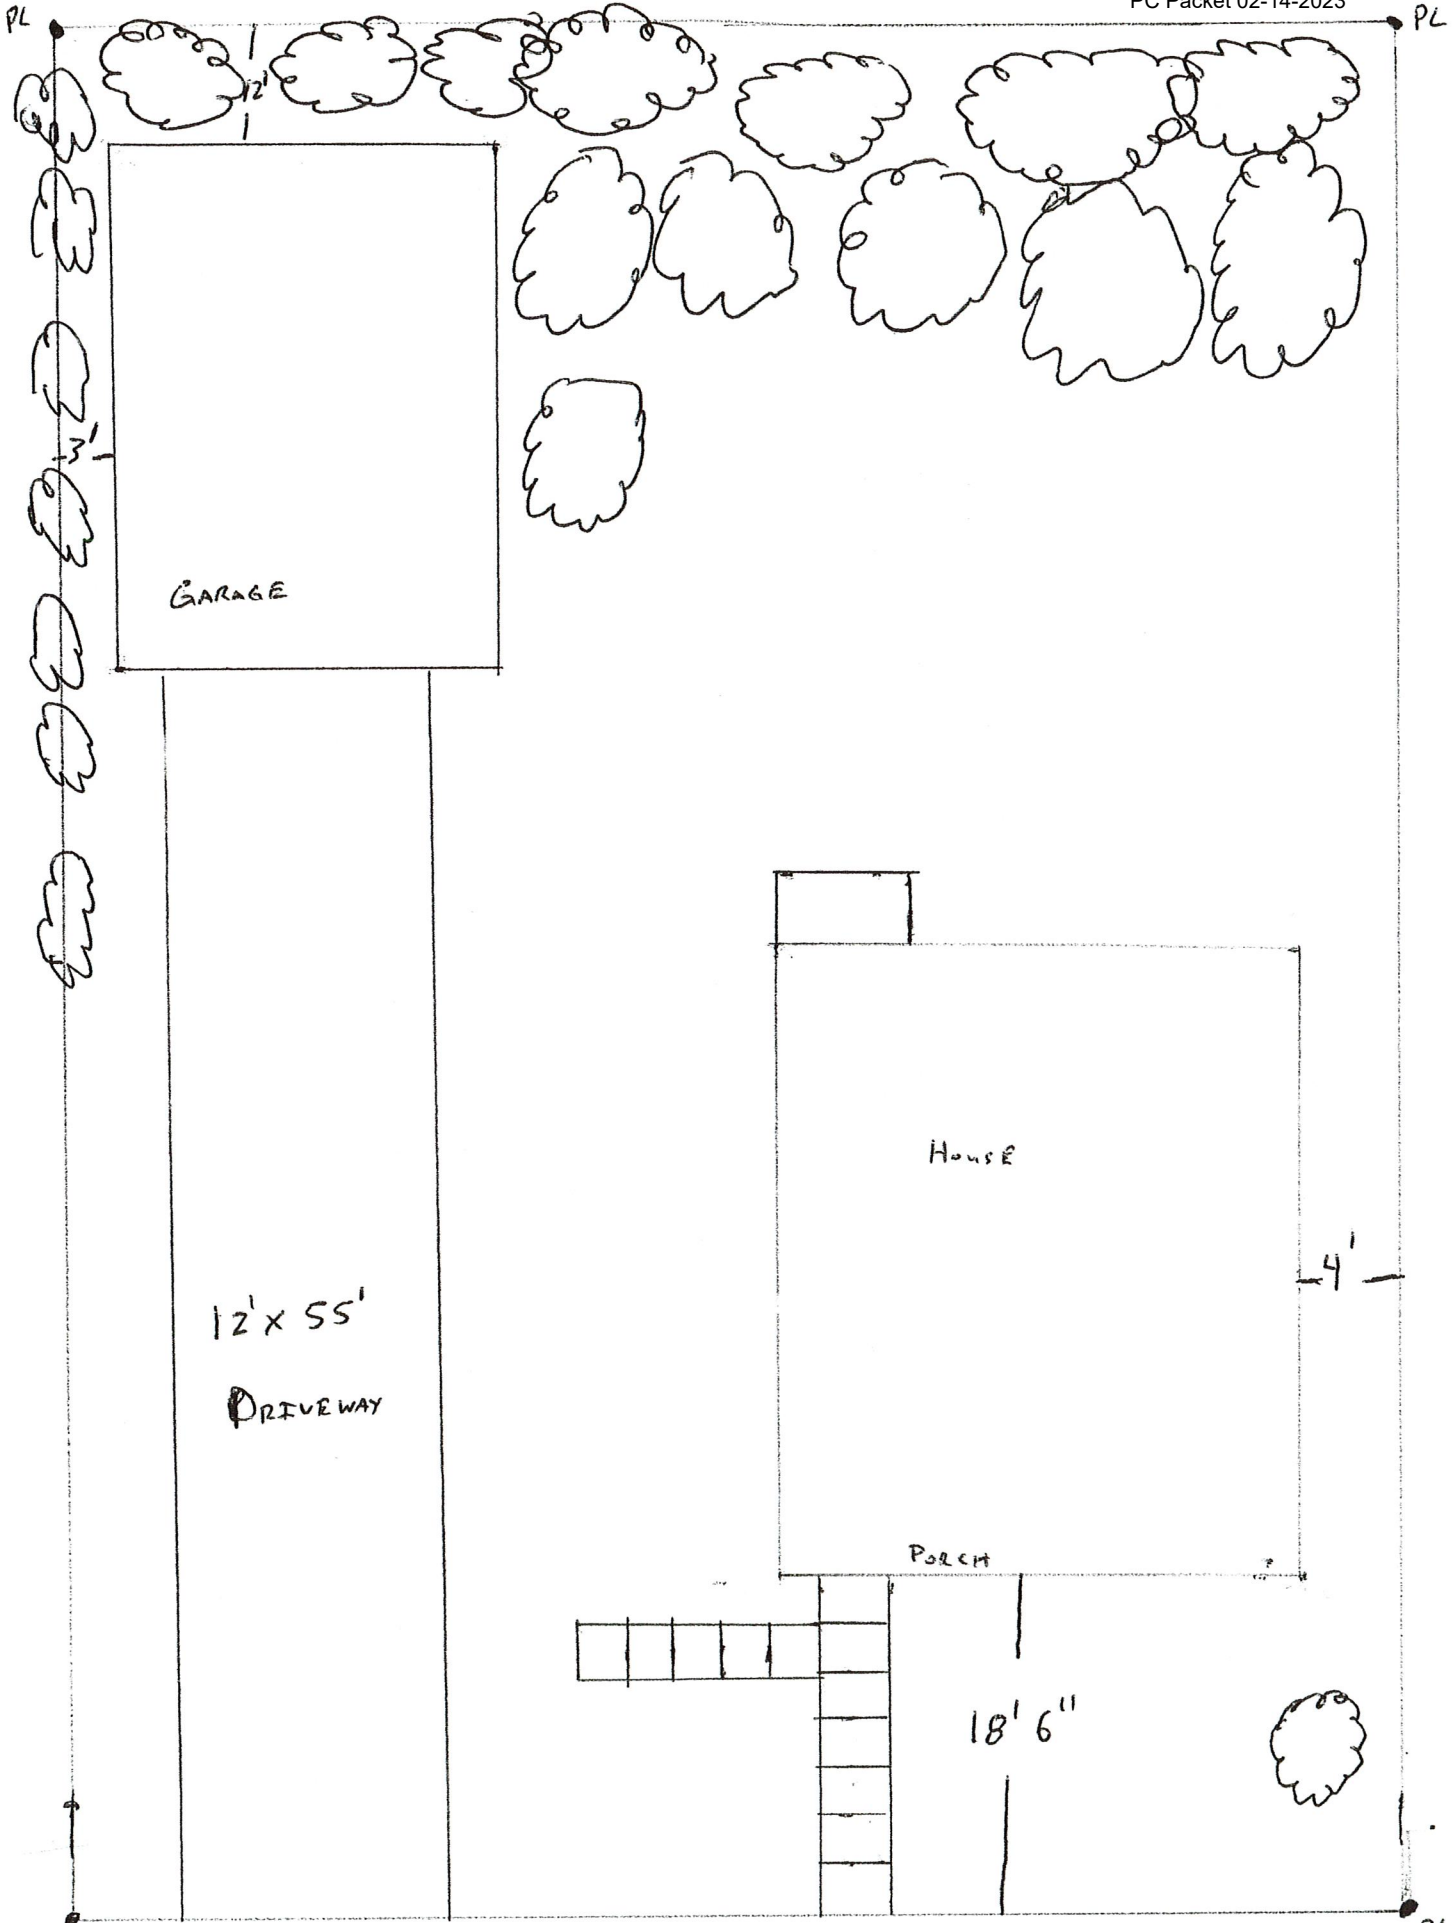 PC Packet 02-14-2023
PL
PL
12'
3'
GARAGE
HOUSE
4'
12' x 55'
DRIVEWAY
PORCH
18' 6"